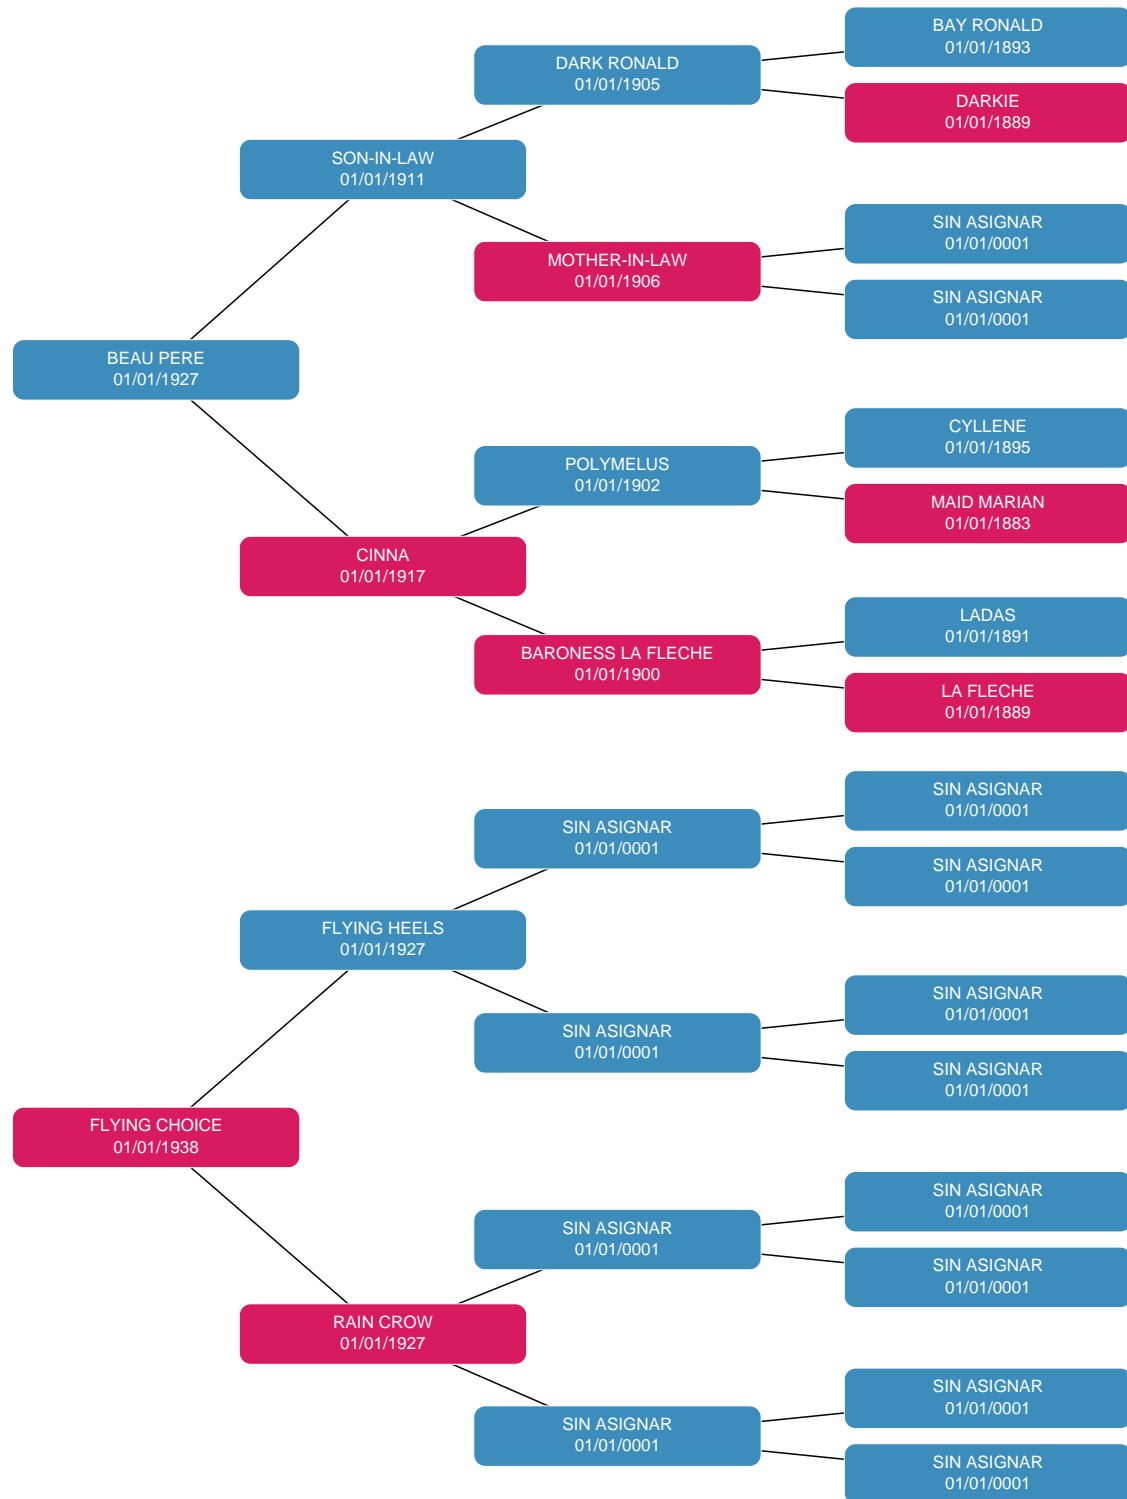 BAY RONALD
01/01/1893
DARK RONALD
01/01/1905
DARKIE
01/01/1889
SON-IN-LAW
01/01/1911
SIN ASIGNAR
01/01/0001
MOTHER-IN-LAW
01/01/1906
SIN ASIGNAR
01/01/0001
BEAU PERE
01/01/1927
CYLLENE
01/01/1895
POLYMELUS
01/01/1902
MAID MARIAN
01/01/1883
CINNA
01/01/1917
LADAS
01/01/1891
BARONESS LA FLECHE
01/01/1900
LA FLECHE
01/01/1889
SIN ASIGNAR
01/01/0001
SIN ASIGNAR
01/01/0001
SIN ASIGNAR
01/01/0001
FLYING HEELS
01/01/1927
SIN ASIGNAR
01/01/0001
SIN ASIGNAR
01/01/0001
SIN ASIGNAR
01/01/0001
FLYING CHOICE
01/01/1938
SIN ASIGNAR
01/01/0001
SIN ASIGNAR
01/01/0001
SIN ASIGNAR
01/01/0001
RAIN CROW
01/01/1927
SIN ASIGNAR
01/01/0001
SIN ASIGNAR
01/01/0001
SIN ASIGNAR
01/01/0001